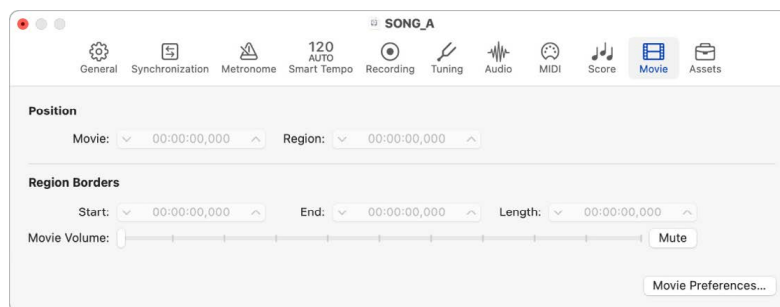 SONG_A
General Synchronization Metronome 120 AUTO Smart Tempo Recording Tuning Audio MIDI Score Movie Assets
Position
Movie: 00:00:00,000 Region: 00:00:00,000
Region Borders
Start: 00:00:00,000 End: 00:00:00,000 Length: 00:00:00,000
Movie Volume: Mute
Movie Preferences...